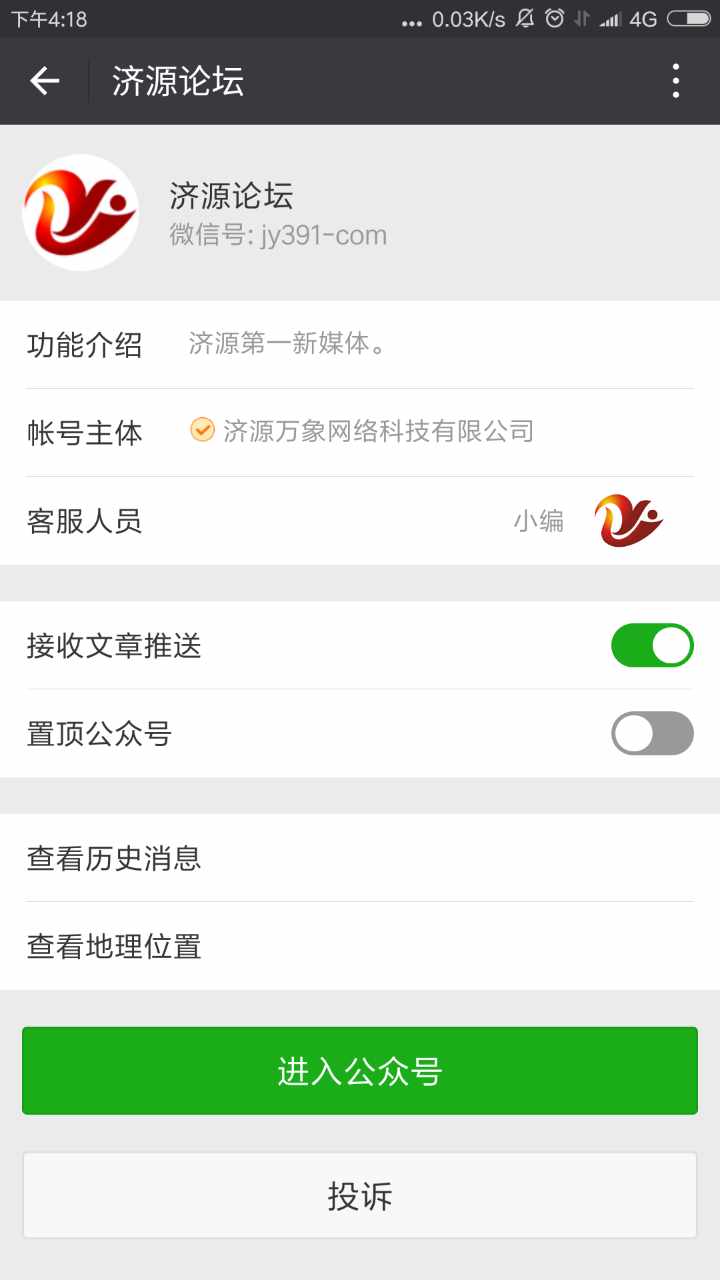 下午4:18 ... 0.03K/s 4G
济源论坛
济源论坛
微信号: jy391-com
功能介绍 济源第一新媒体。
帐号主体 济源万象网络科技有限公司
客服人员 小编
接收文章推送
置顶公众号
查看历史消息
查看地理位置
进入公众号
投诉